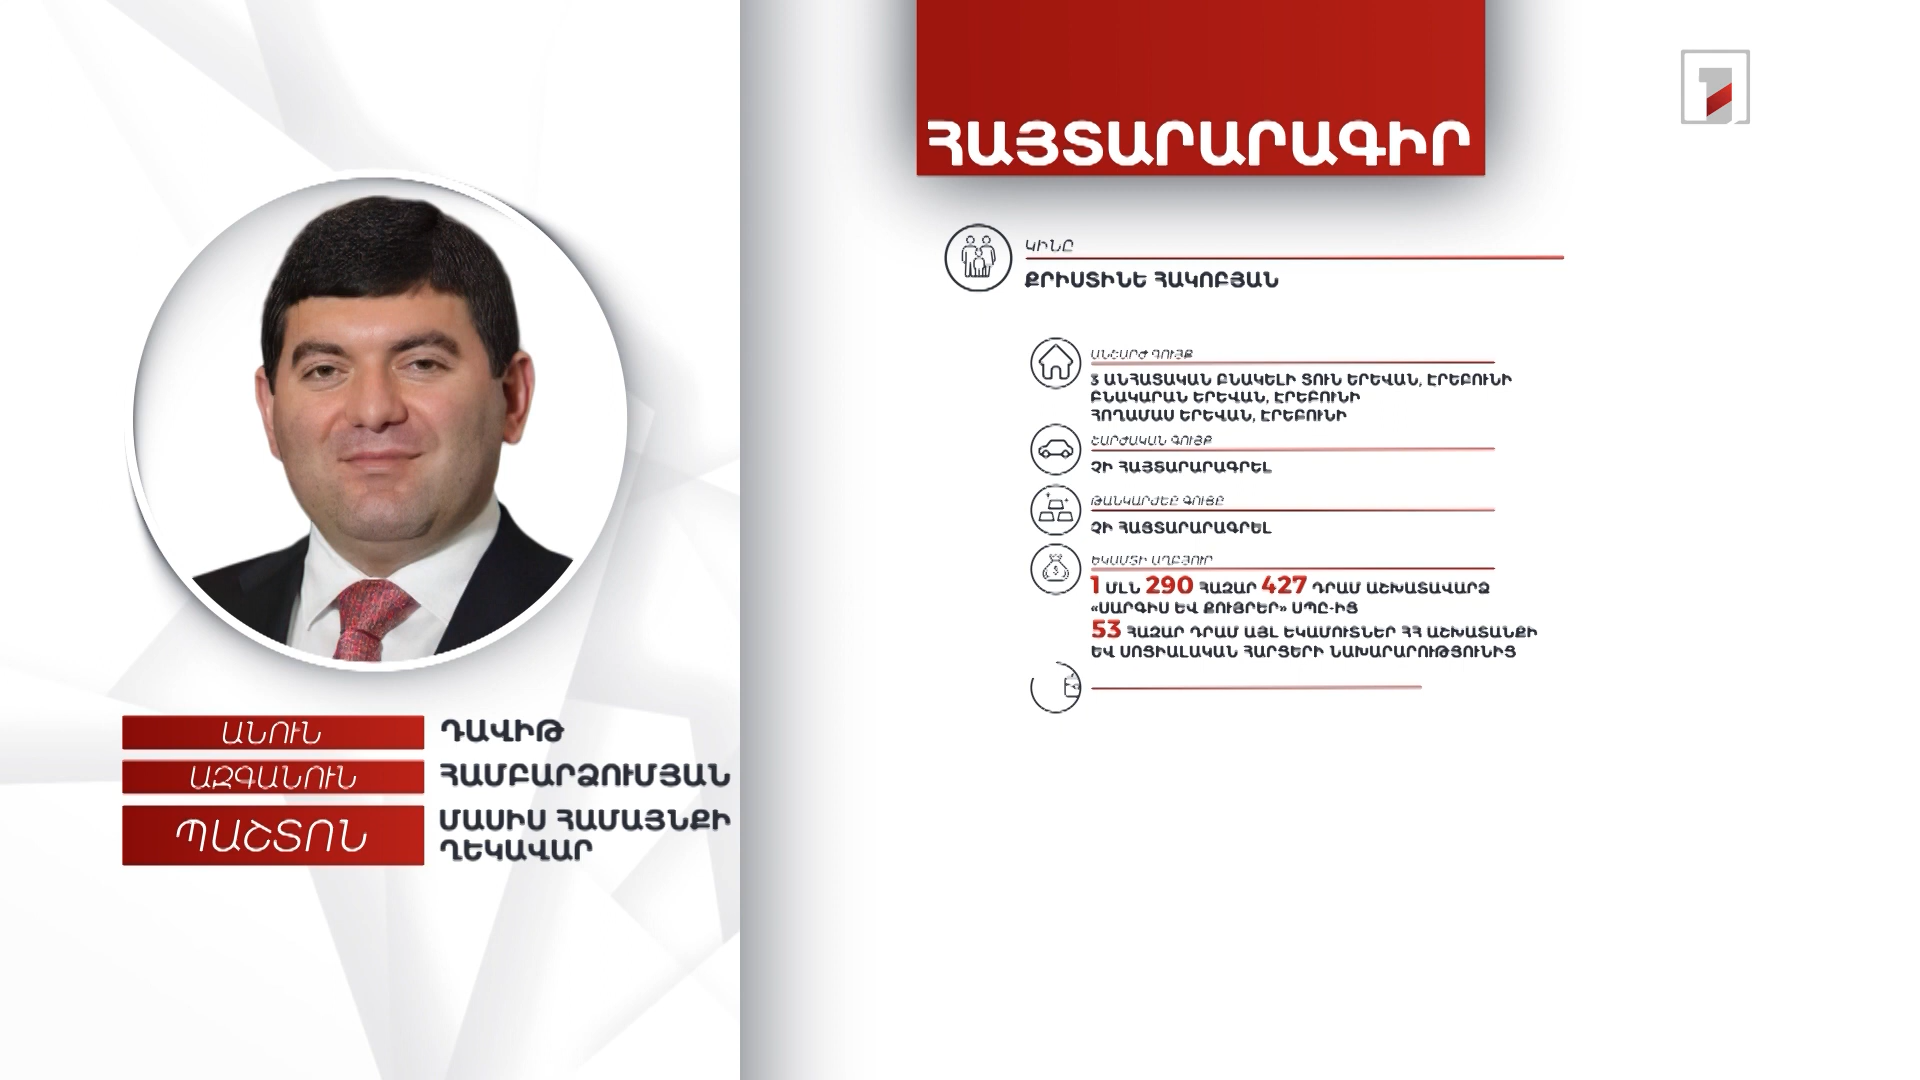 ՀԱՅՏԱՐԱՐԱԳԻՐ
ԿԻՆԸ
ՔՐԻՍՏԻՆԵ ՀԱԿՈԲՅԱՆ
ԱՆՇԱՐԺ ԳՈՒՅՔ
3 ԱՆՀԱՏԱԿԱՆ ԲՆԱԿԵԼԻ ՏՈՒՆ ԵՐԵՎԱՆ, ԷՐԵԲՈՒՆԻ
ԲՆԱԿԱՐԱՆ ԵՐԵՎԱՆ, ԷՐԵԲՈՒՆԻ
ՀՈՂԱՄԱՍ ԵՐԵՎԱՆ, ԷՐԵԲՈՒՆԻ
ՇԱՐԺԱԿԱՆ ԳՈՒՅՔ
ՉԻ ՀԱՅՏԱՐԱՐԱԳՐԵԼ
ԹԱՆԿԱՐԺԵՔ ԳՈՒՅՔ
ՉԻ ՀԱՅՏԱՐԱՐԱԳՐԵԼ
ԵԿԱՄՏԻ ԱՂԲՅՈՒՐ
1 ՄԼՆ 290 ՀԱԶԱՐ 427 ԴՐԱՄ ԱՇԽԱՏԱՎԱՐՁ
«ՍԱՐԳԻՍ ԵՎ ՔՈՒՅՐԵՐ» ՍՊԸ-ԻՑ
53 ՀԱԶԱՐ ԴՐԱՄ ԱՅԼ ԵԿԱՄՈՒՏՆԵՐ ՀՀ ԱՇԽԱՏԱՆՔԻ
ԵՎ ՍՈՑԻԱԼԱԿԱՆ ՀԱՐՑԵՐԻ ՆԱԽԱՐԱՐՈՒԹՅՈՒՆԻՑ
ԱՆՈՒՆ ԴԱՎԻԹ
ԱԶԳԱՆՈՒՆ ՀԱՄԲԱՐՁՈՒՄՅԱՆ
ՊԱՇՏՈՆ ՄԱՍԻՍ ՀԱՄԱՅՆՔԻ
ՂԵԿԱՎԱՐ